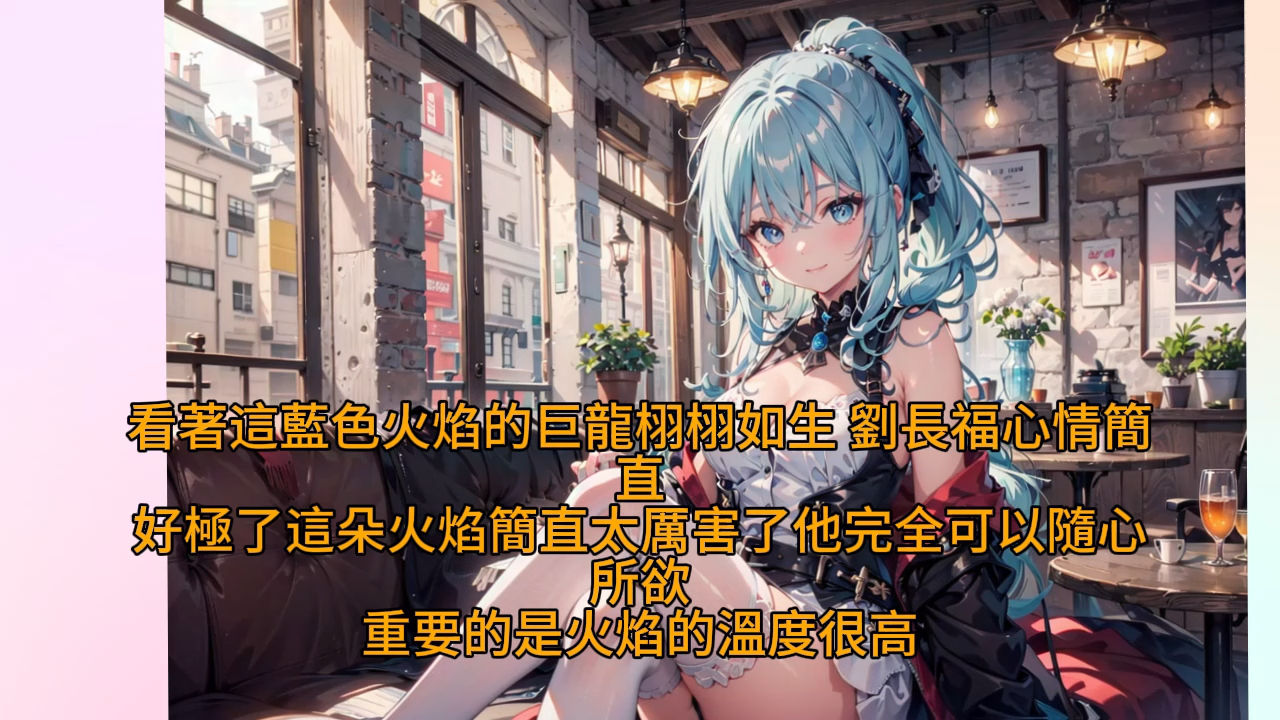 看著這藍色火焰的巨龍栩栩如生 劉長福心情簡
直
好極了這朵火焰簡直太厲害了他完全可以隨心
所欲
重要的是火焰的溫度很高